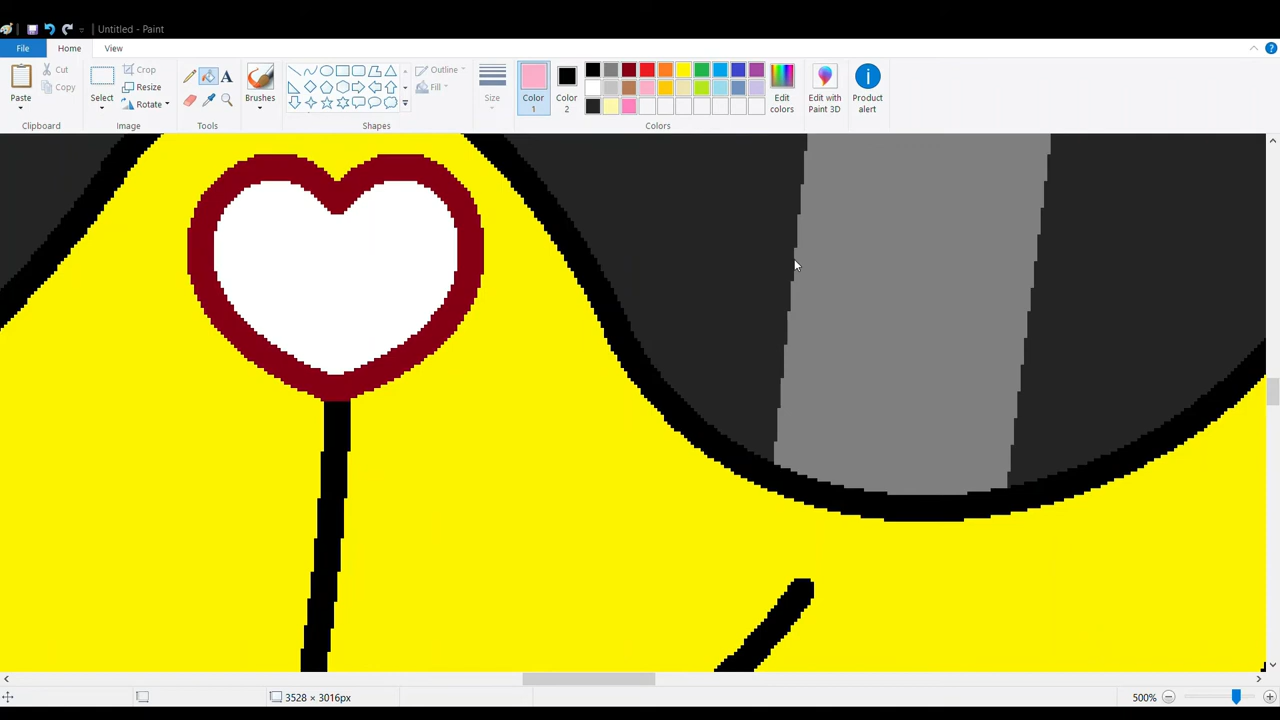 Untitled - Paint
File
Home
View
Paste
Cut
Copy
Clipboard
Select
Crop
Resize
Rotate
Image
A
Tools
Brushes
Outline
Fill
Shapes
Size
Color 1
Color 2
Edit colors
Colors
Edit with Paint 3D
Product alert
3528 × 3016px
500%